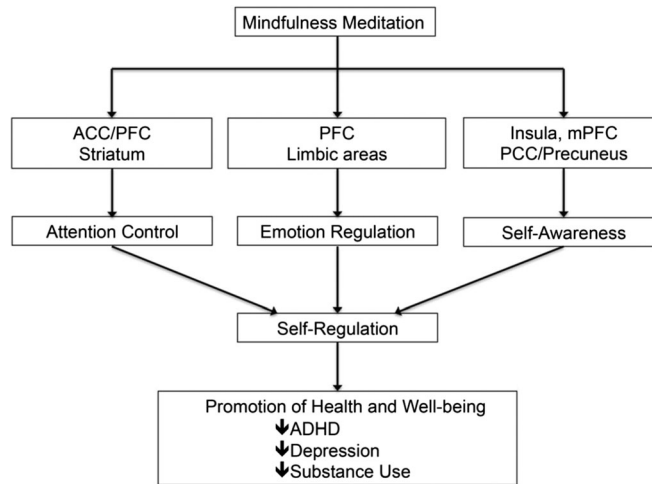 Mindfulness Meditation
ACC/PFC
Striatum
PFC
Limbic areas
Insula, mPFC
PCC/Precuneus
Attention Control
Emotion Regulation
Self-Awareness
Self-Regulation
Promotion of Health and Well-being
↓ADHD
↓Depression
↓Substance Use